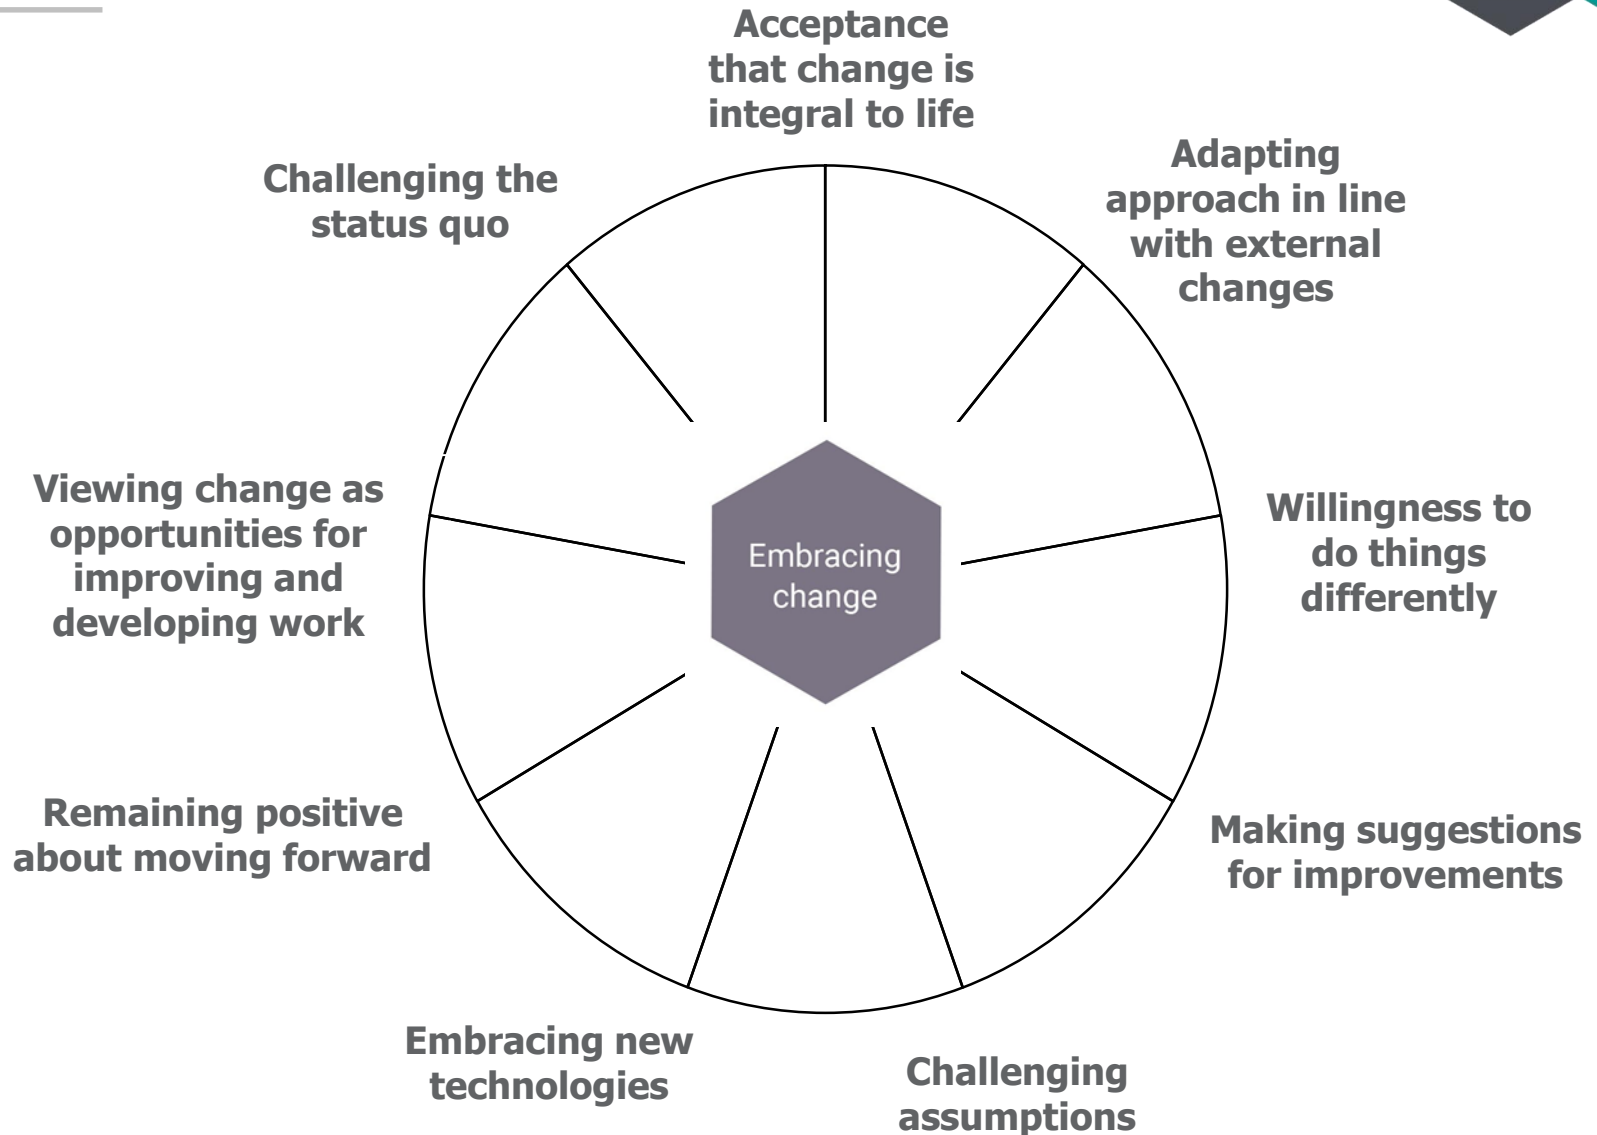 Acceptance
that change is
integral to life
Adapting
approach in line
with external
changes
Willingness to
do things
differently
Making suggestions
for improvements
Challenging
assumptions
Embracing new
technologies
Remaining positive
about moving forward
Viewing change as
opportunities for
improving and
developing work
Challenging the
status quo
Embracing
change